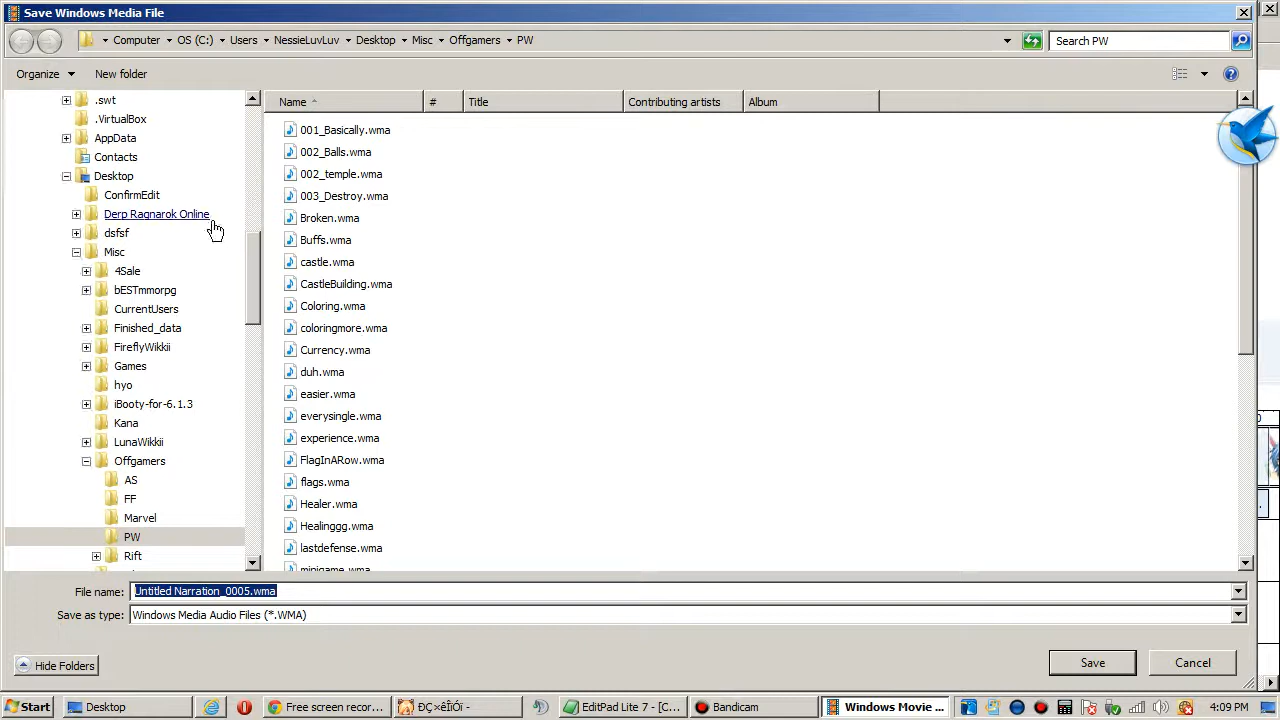 Save Windows Media File
Computer OS (C:) Users NessieLuvLuv Desktop Misc Offgamers PW
Search PW
Organize New folder
Name # Title Contributing artists Album
.swt
.VirtualBox
AppData
Contacts
Desktop
ConfirmEdit
Derp Ragnarok Online
dsfsf
Misc
4Sale
bESTmmorpg
CurrentUsers
Finished_data
FireflyWikkii
Games
hyo
iBooty-for-6.1.3
Kana
LunaWikkii
Offgamers
AS
FF
Marvel
PW
Rift
001_Basically.wma
002_Balls.wma
002_temple.wma
003_Destroy.wma
Broken.wma
Buffs.wma
castle.wma
CastleBuilding.wma
Coloring.wma
coloringmore.wma
Currency.wma
duh.wma
easier.wma
everysingle.wma
experience.wma
FlagInARow.wma
flags.wma
Healer.wma
Healinggg.wma
lastdefense.wma
minigame.wma
File name: Untitled Narration_0005.wma
Save as type: Windows Media Audio Files (*.WMA)
Hide Folders Save Cancel
Start Desktop Free screen recor... ÐÇ×êÎïÓï - EditPad Lite 7 - [C... Bandicam Windows Movie ... 4:09 PM